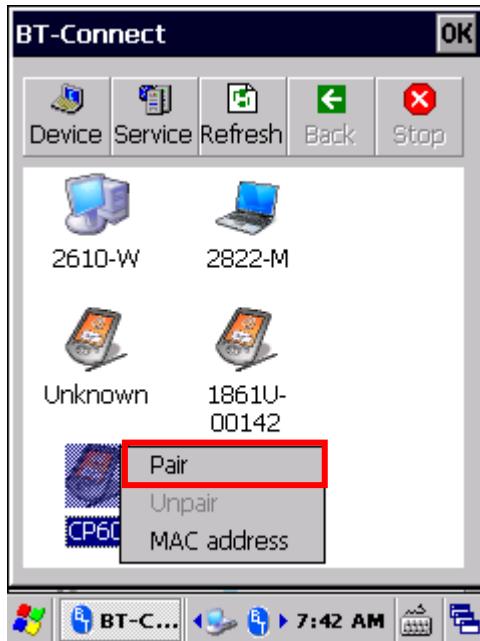 BT-Connect OK
Device Service Refresh Back Stop
2610-W 2822-M
Unknown 1861U-
00142
Pair
Unpair
CP60 MAC address
BT-C... 7:42 AM